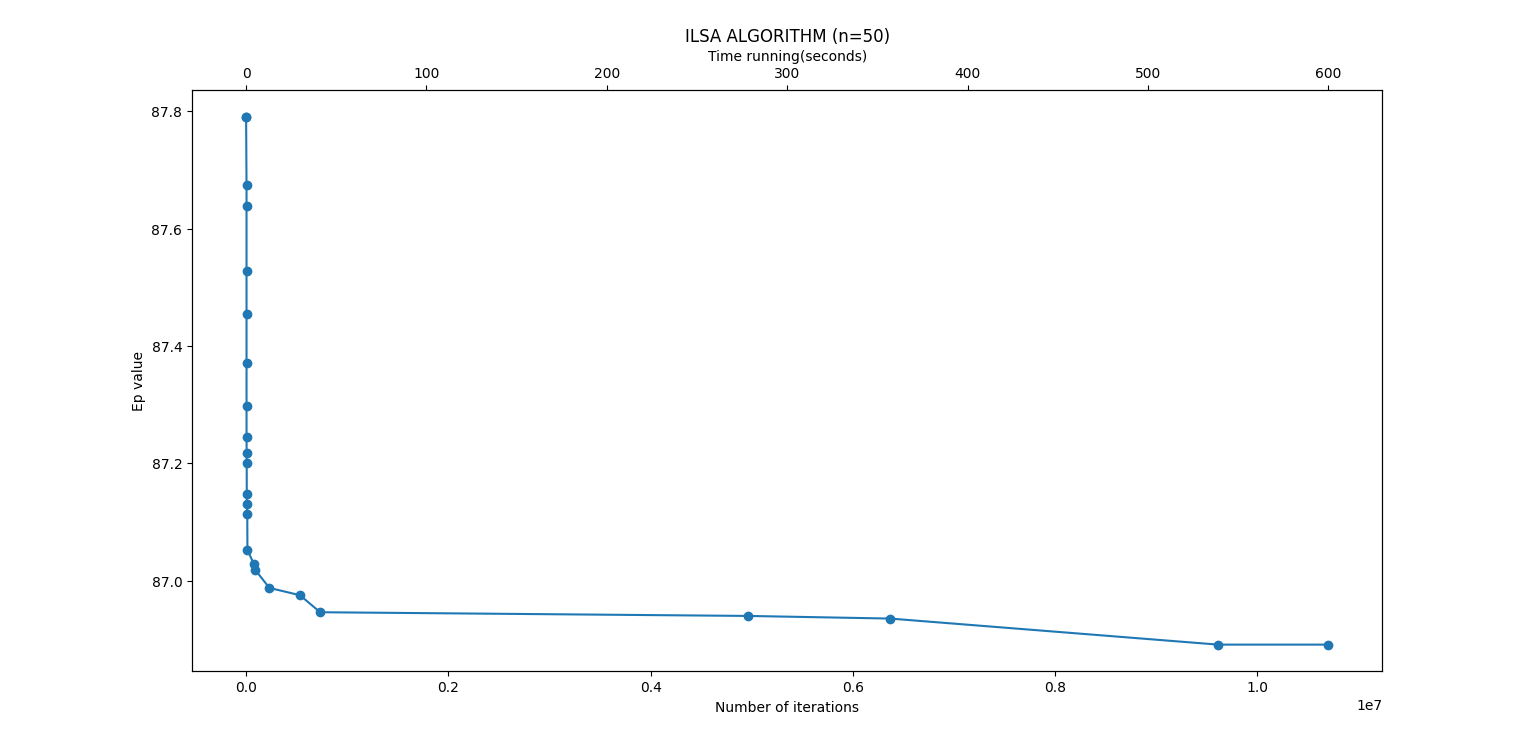 ILSA ALGORITHM (n=50)
Time running(seconds)
0 100 200 300 400 500 600
87.8
87.6
87.4
87.2
87.0
Ep value
0.0 0.2 0.4 0.6 0.8 1.0
Number of iterations
1e7